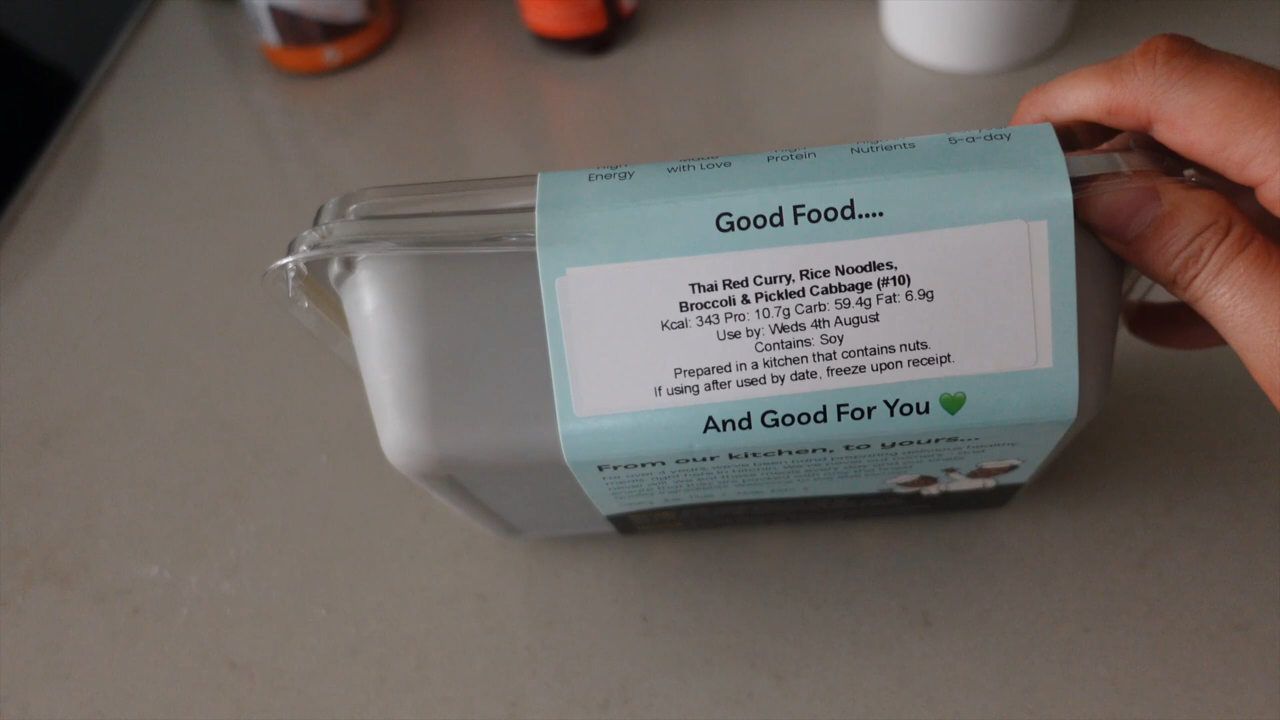 High Energy
Made with Love
High Protein
High Nutrients
5-a-day
Good Food....
Thai Red Curry, Rice Noodles,
Broccoli & Pickled Cabbage (#10)
Kcal: 343 Pro: 10.7g Carb: 59.4g Fat: 6.9g
Use by: Weds 4th August
Contains: Soy
Prepared in a kitchen that contains nuts.
If using after used by date, freeze upon receipt.
And Good For You 💚
From our kitchen, to yours...